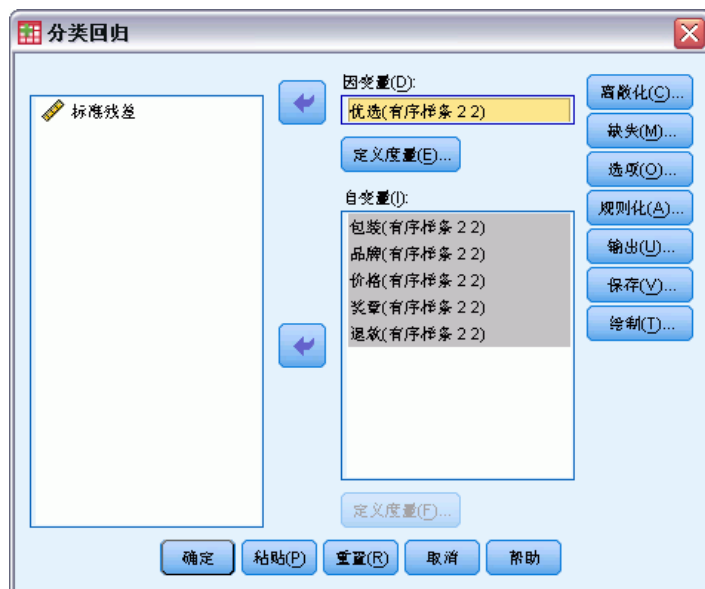 分类回归
标准残差
因变量(D):
优选(有序样条 2 2)
定义度量(E)...
自变量(I):
包装(有序样条 2 2)
品牌(有序样条 2 2)
价格(有序样条 2 2)
奖章(有序样条 2 2)
退款(有序样条 2 2)
定义度量(F)...
离散化(C)...
缺失(M)...
选项(O)...
规则化(A)...
输出(U)...
保存(V)...
绘制(T)...
确定 粘贴(P) 重置(R) 取消 帮助